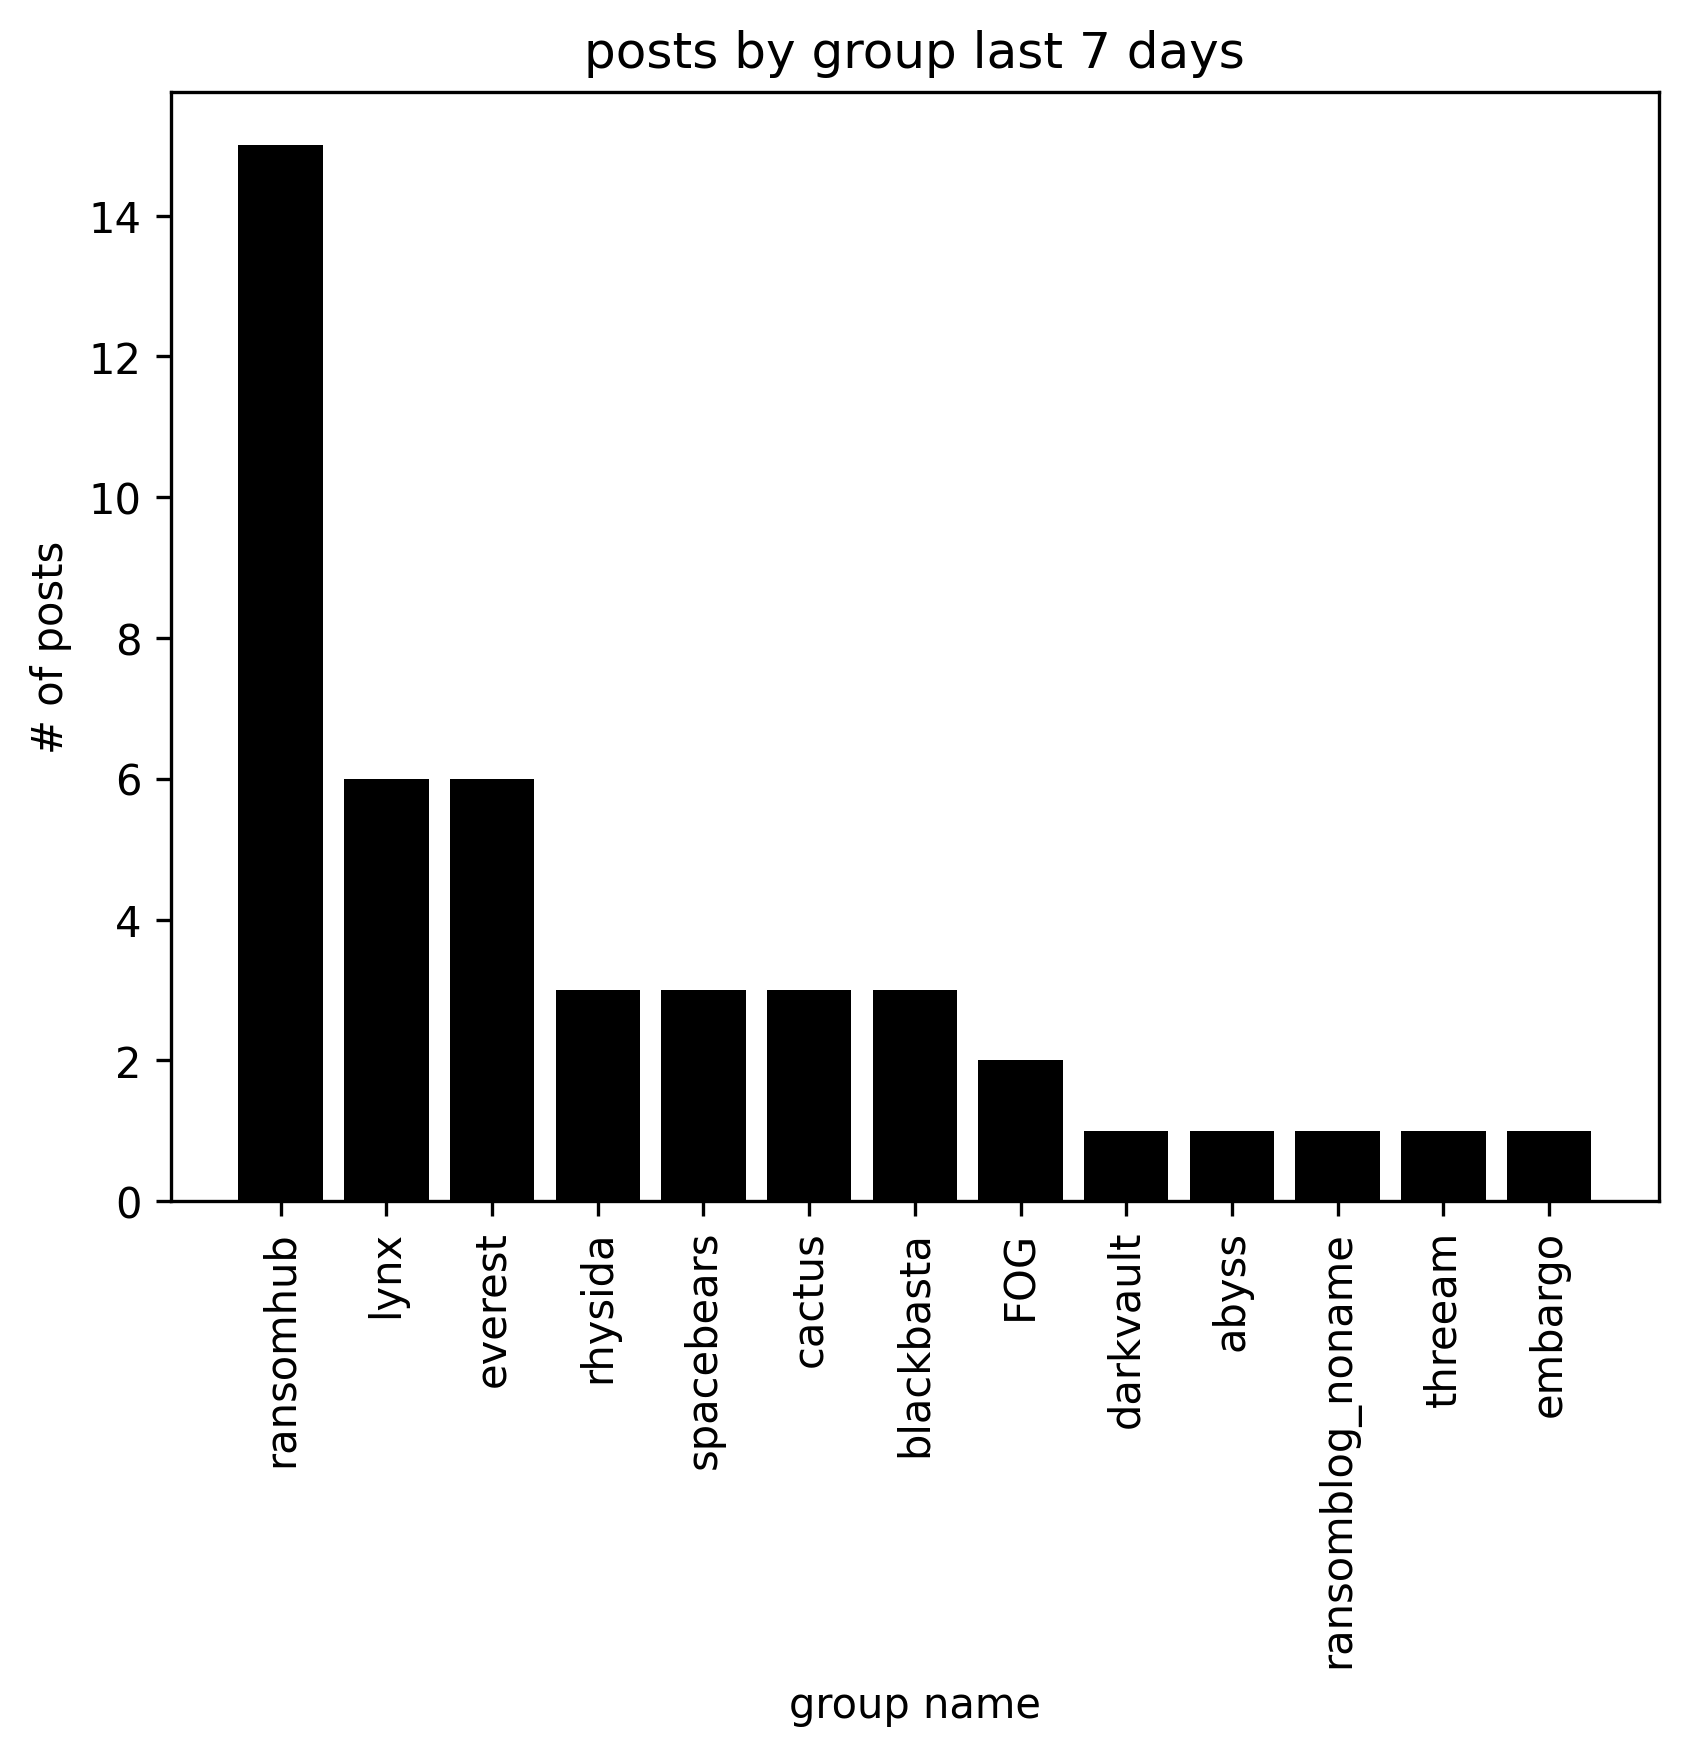 posts by group last 7 days
# of posts
14
12
10
8
6
4
2
0
ransomhub
lynx
everest
rhysida
spacebears
cactus
blackbasta
FOG
darkvault
abyss
ransomblog_noname
threeam
embargo
group name